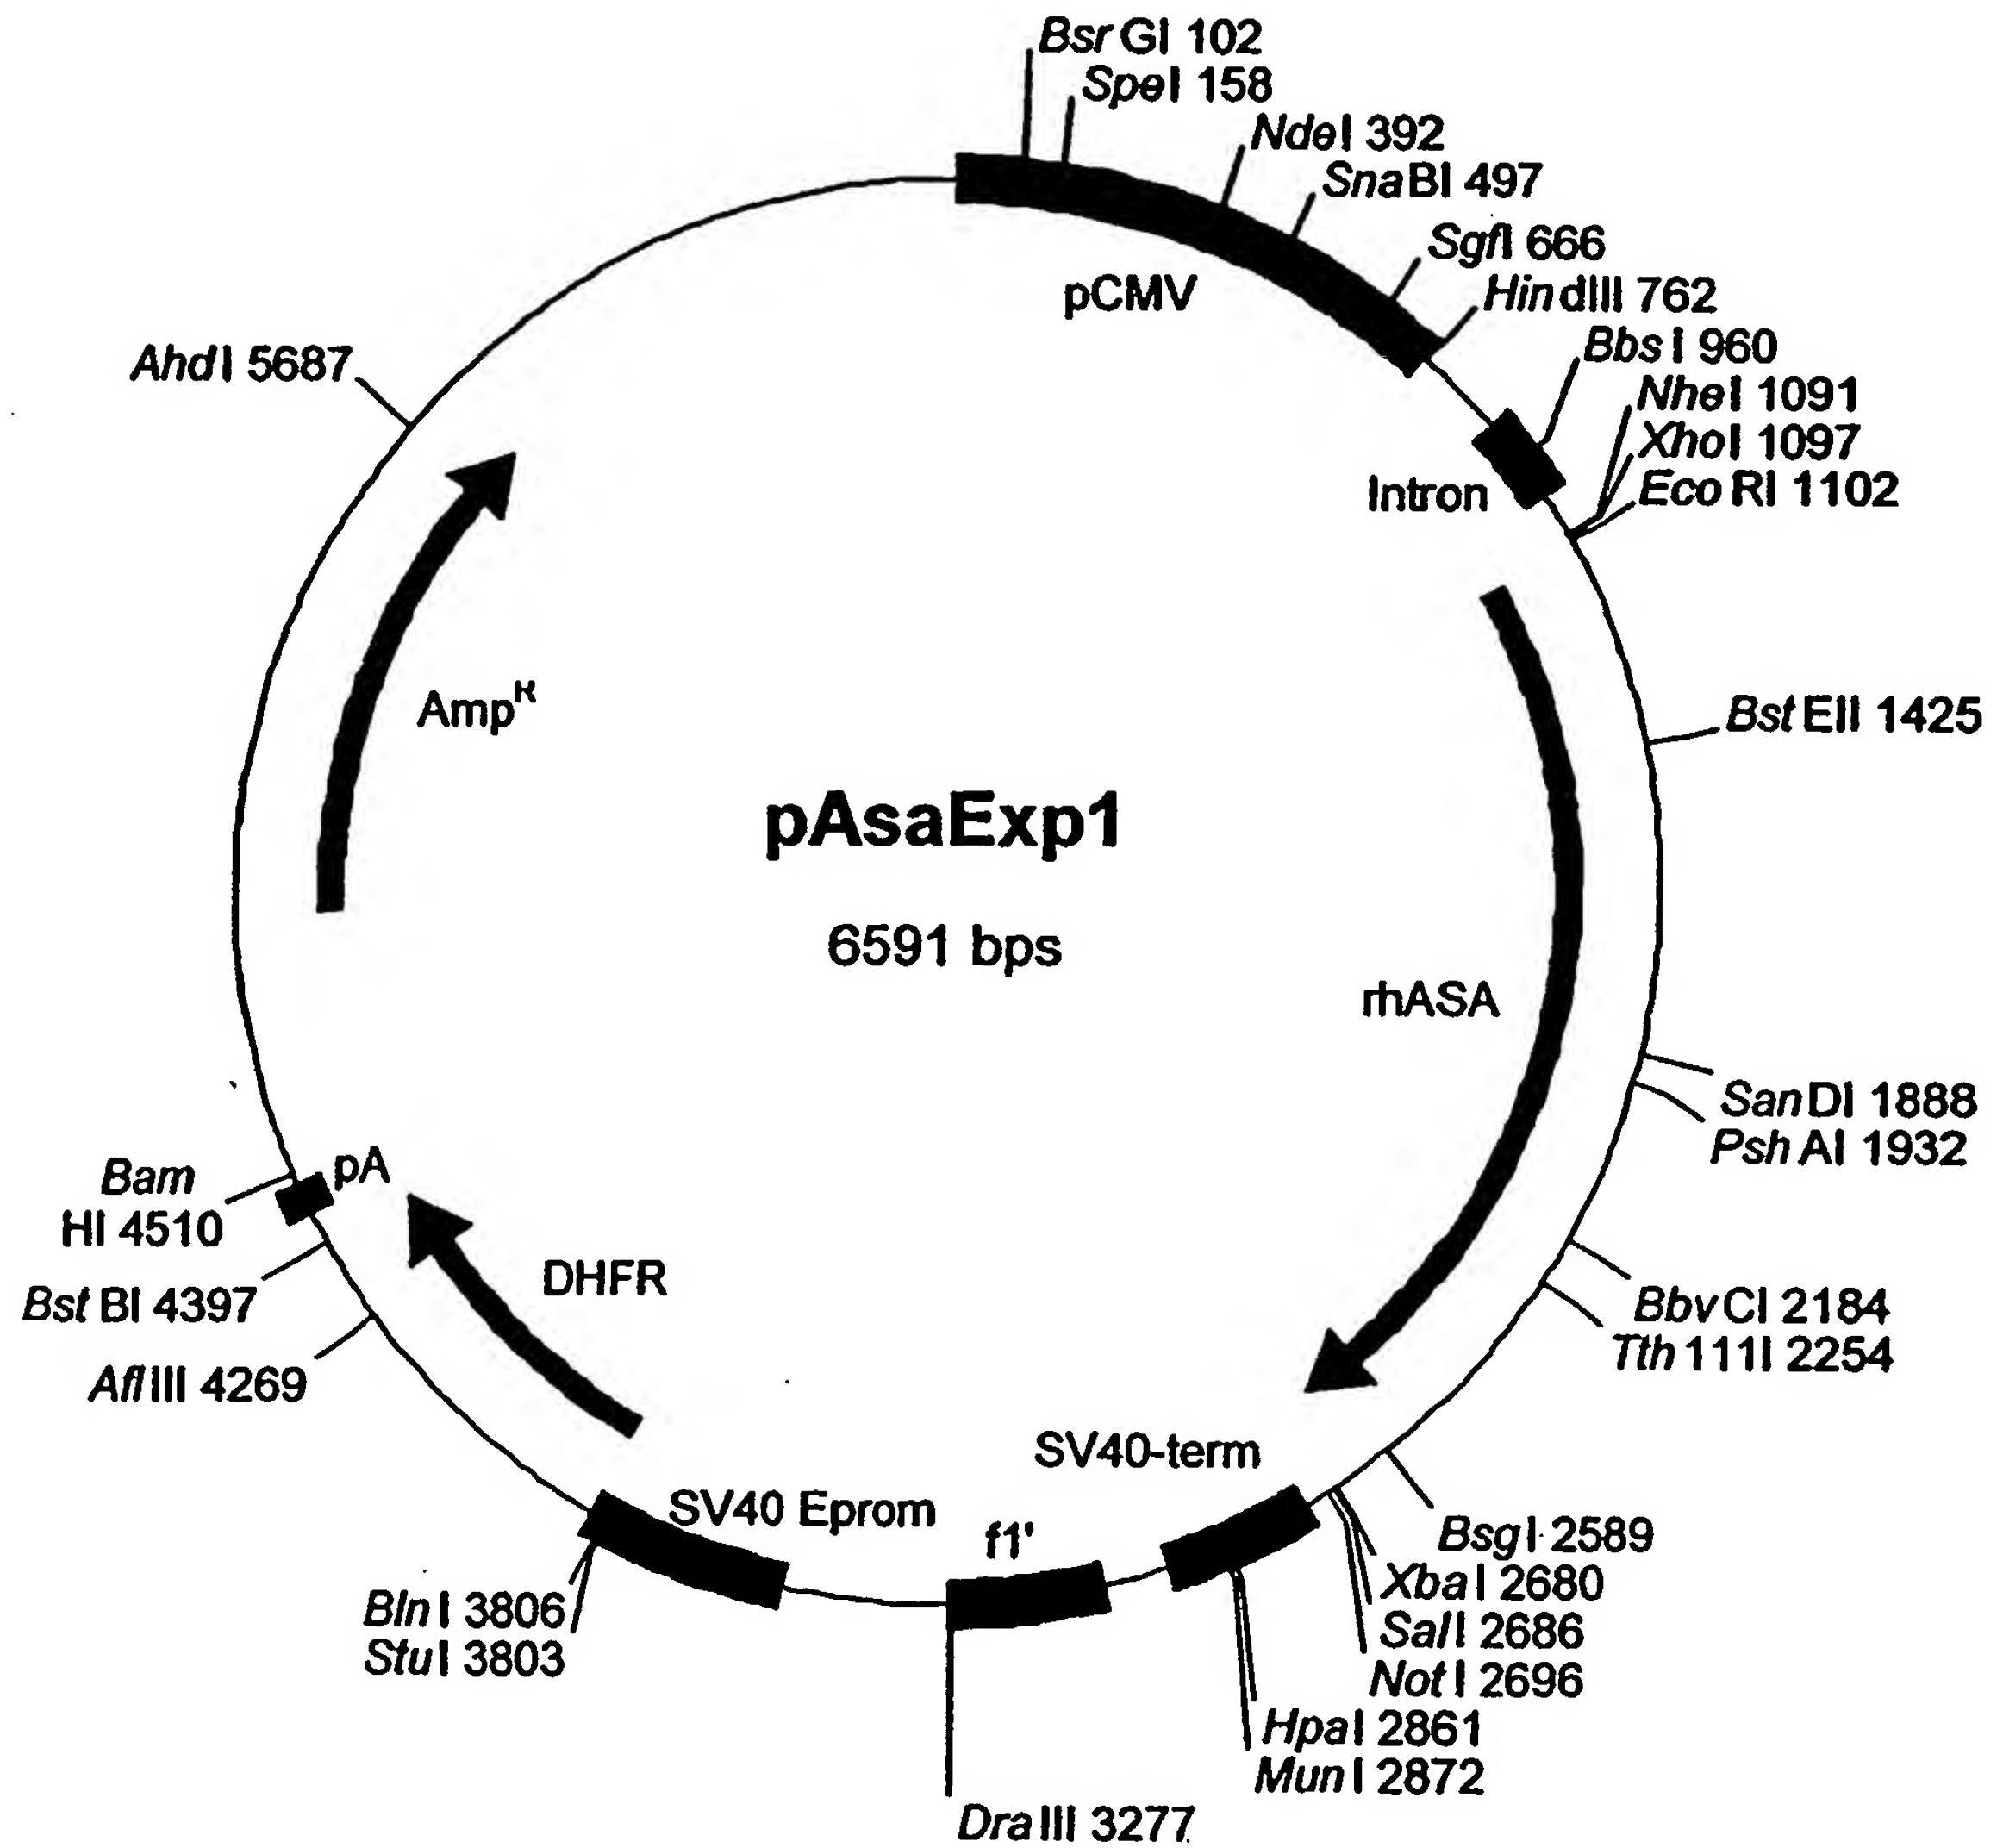 BsrGI 102
SpeI 158
NdeI 392
SnaBI 497
SgfI 666
HindIII 762
pCMV
BbsI 960
NheI 1091
XhoI 1097
EcoRI 1102
Intron
AhdI 5687
Amp^R
BstEII 1425
pAsaExp1
6591 bps
rhASA
SanDI 1888
PshAI 1932
Bam
HI 4510
pA
BstBI 4397
DHFR
AflIII 4269
BbvCI 2184
Tth111I 2254
SV40-term
SV40 Eprom
f1'
BsgI 2589
XbaI 2680
SalI 2686
NotI 2696
HpaI 2861
MunI 2872
BlnI 3806
StuI 3803
DraIII 3277